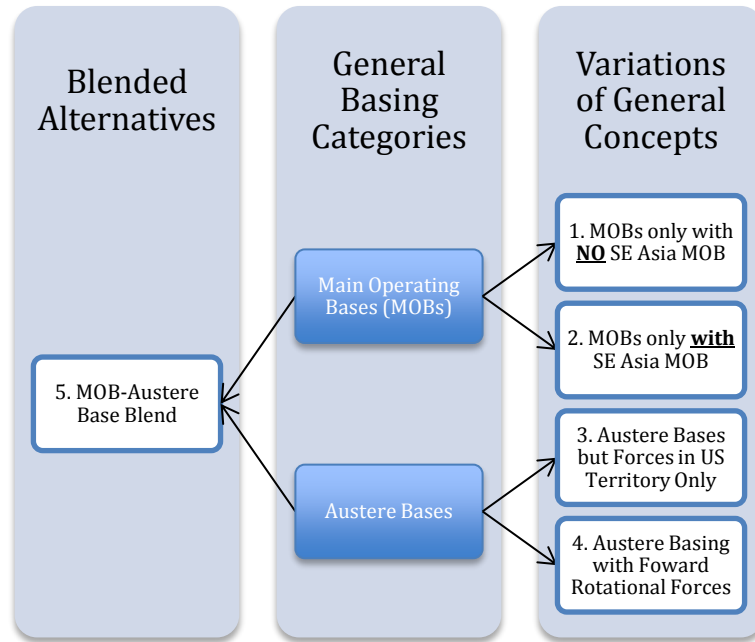 Blended
Alternatives
General
Basing
Categories
Variations
of General
Concepts
5. MOB-Austere
Base Blend
Main Operating
Bases (MOBs)
Austere Bases
1. MOBs only with
NO SE Asia MOB
2. MOBs only with
SE Asia MOB
3. Austere Bases
but Forces in US
Territory Only
4. Austere Basing
with Foward
Rotational Forces